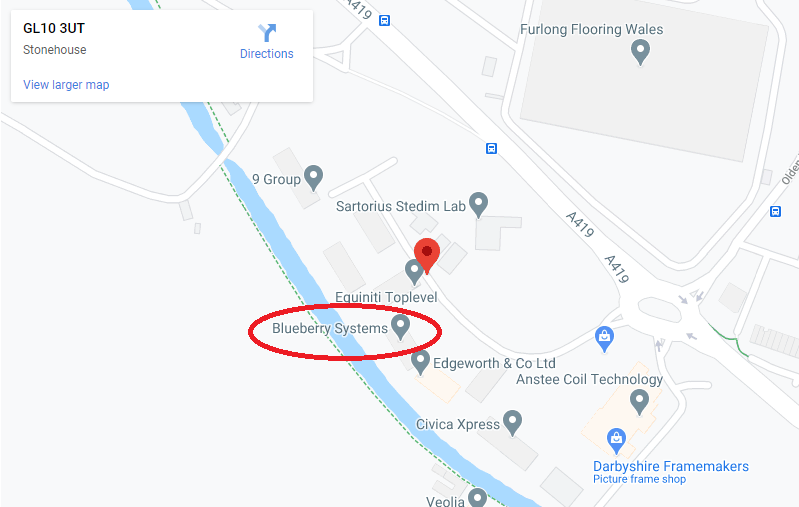 GL10 3UT
Stonehouse
Directions
View larger map
A419
Furlong Flooring Wales
9 Group
Sartorius Stedim Lab
A419
A419
Equiniti Toplevel
Blueberry Systems
Edgeworth & Co Ltd
Anstee Coil Technology
Civica Xpress
Darbyshire Framemakers
Picture frame shop
Veolia